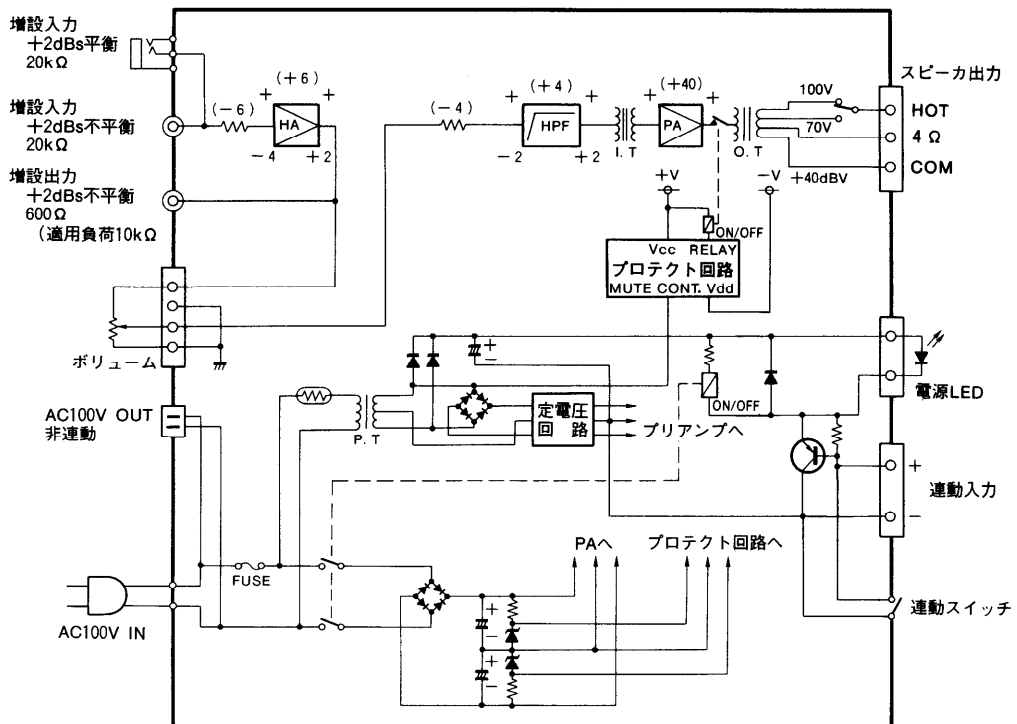 増設入力
+2dBs平衡
20kΩ
増設入力
+2dBs不平衡
20kΩ
増設出力
+2dBs不平衡
600Ω
(適用負荷10kΩ
ボリューム
AC100V OUT
非連動
AC100V IN
(−6)
(+6)
+ +
HA
−4 +2
(−4)
(+4)
+ +
HPF
−2 +2
I.T
(+40)
+ +
PA
O.T
100V
70V
+40dBV
スピーカ出力
HOT
4Ω
COM
+V
−V
ON/OFF
Vcc RELAY
プロテクト回路
MUTE CONT. Vdd
+
−
ON/OFF
電源LED
P.T
定電圧
回路
プリアンプへ
+
連動入力
−
PAへ
プロテクト回路へ
FUSE
+
−
+
−
連動スイッチ